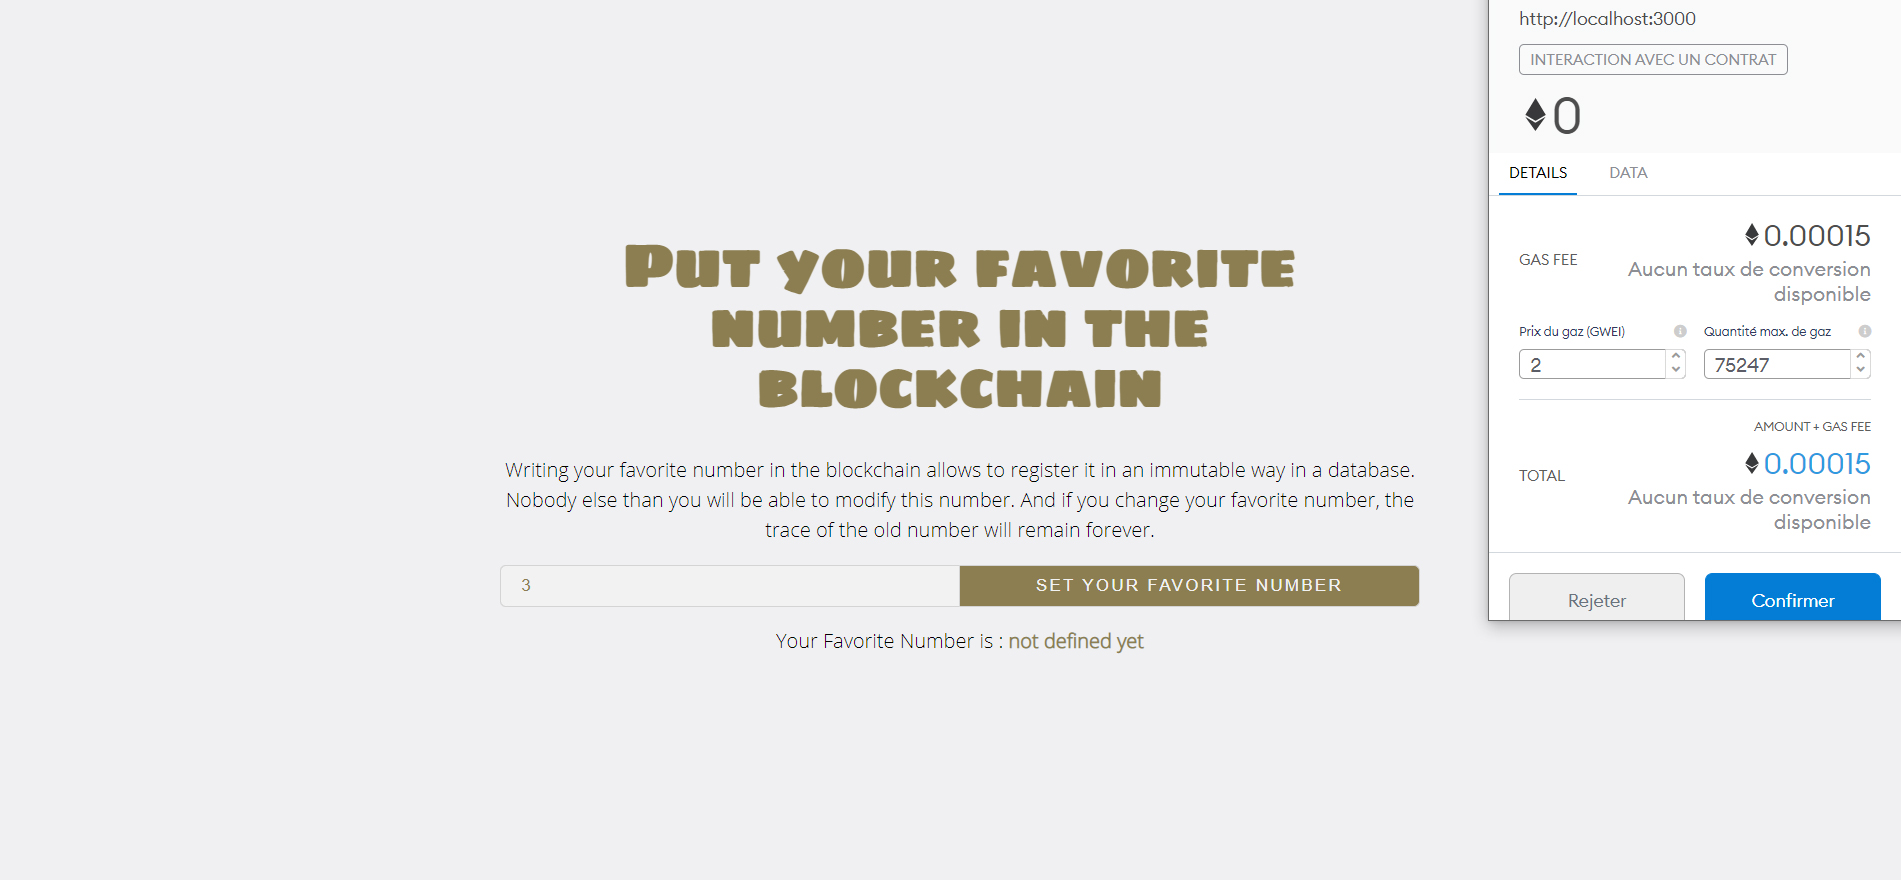 Put your favorite
number in the
blockchain
Writing your favorite number in the blockchain allows to register it in an immutable way in a database.
Nobody else than you will be able to modify this number. And if you change your favorite number, the
trace of the old number will remain forever.
3
SET YOUR FAVORITE NUMBER
Your Favorite Number is : not defined yet
http://localhost:3000
INTERACTION AVEC UN CONTRAT
0
DETAILS DATA
GAS FEE
0.00015
Aucun taux de conversion
disponible
Prix du gaz (GWEI) Quantité max. de gaz
2 75247
AMOUNT + GAS FEE
TOTAL
0.00015
Aucun taux de conversion
disponible
Rejeter Confirmer